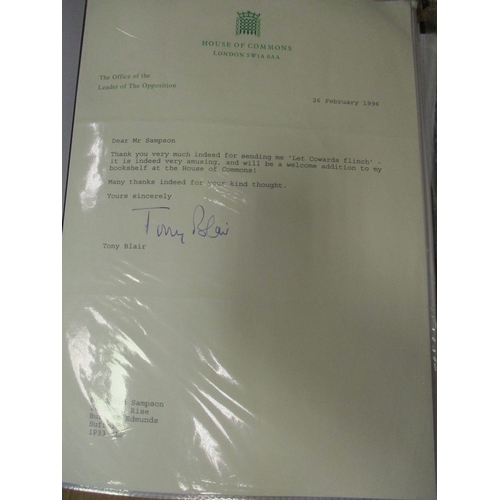 HOUSE OF COMMONS
LONDON SW1A 0AA
The Office of the
Leader of The Opposition
26 February 1996
Dear Mr Sampson
Thank you very much indeed for sending me 'Let Cowards flinch' -
it is indeed very amusing, and will be a welcome addition to my
bookshelf at the House of Commons!
Many thanks indeed for your kind thought.
Yours sincerely
Tony Blair
Tony Blair
Sampson
Rise
Edmunds
IP33